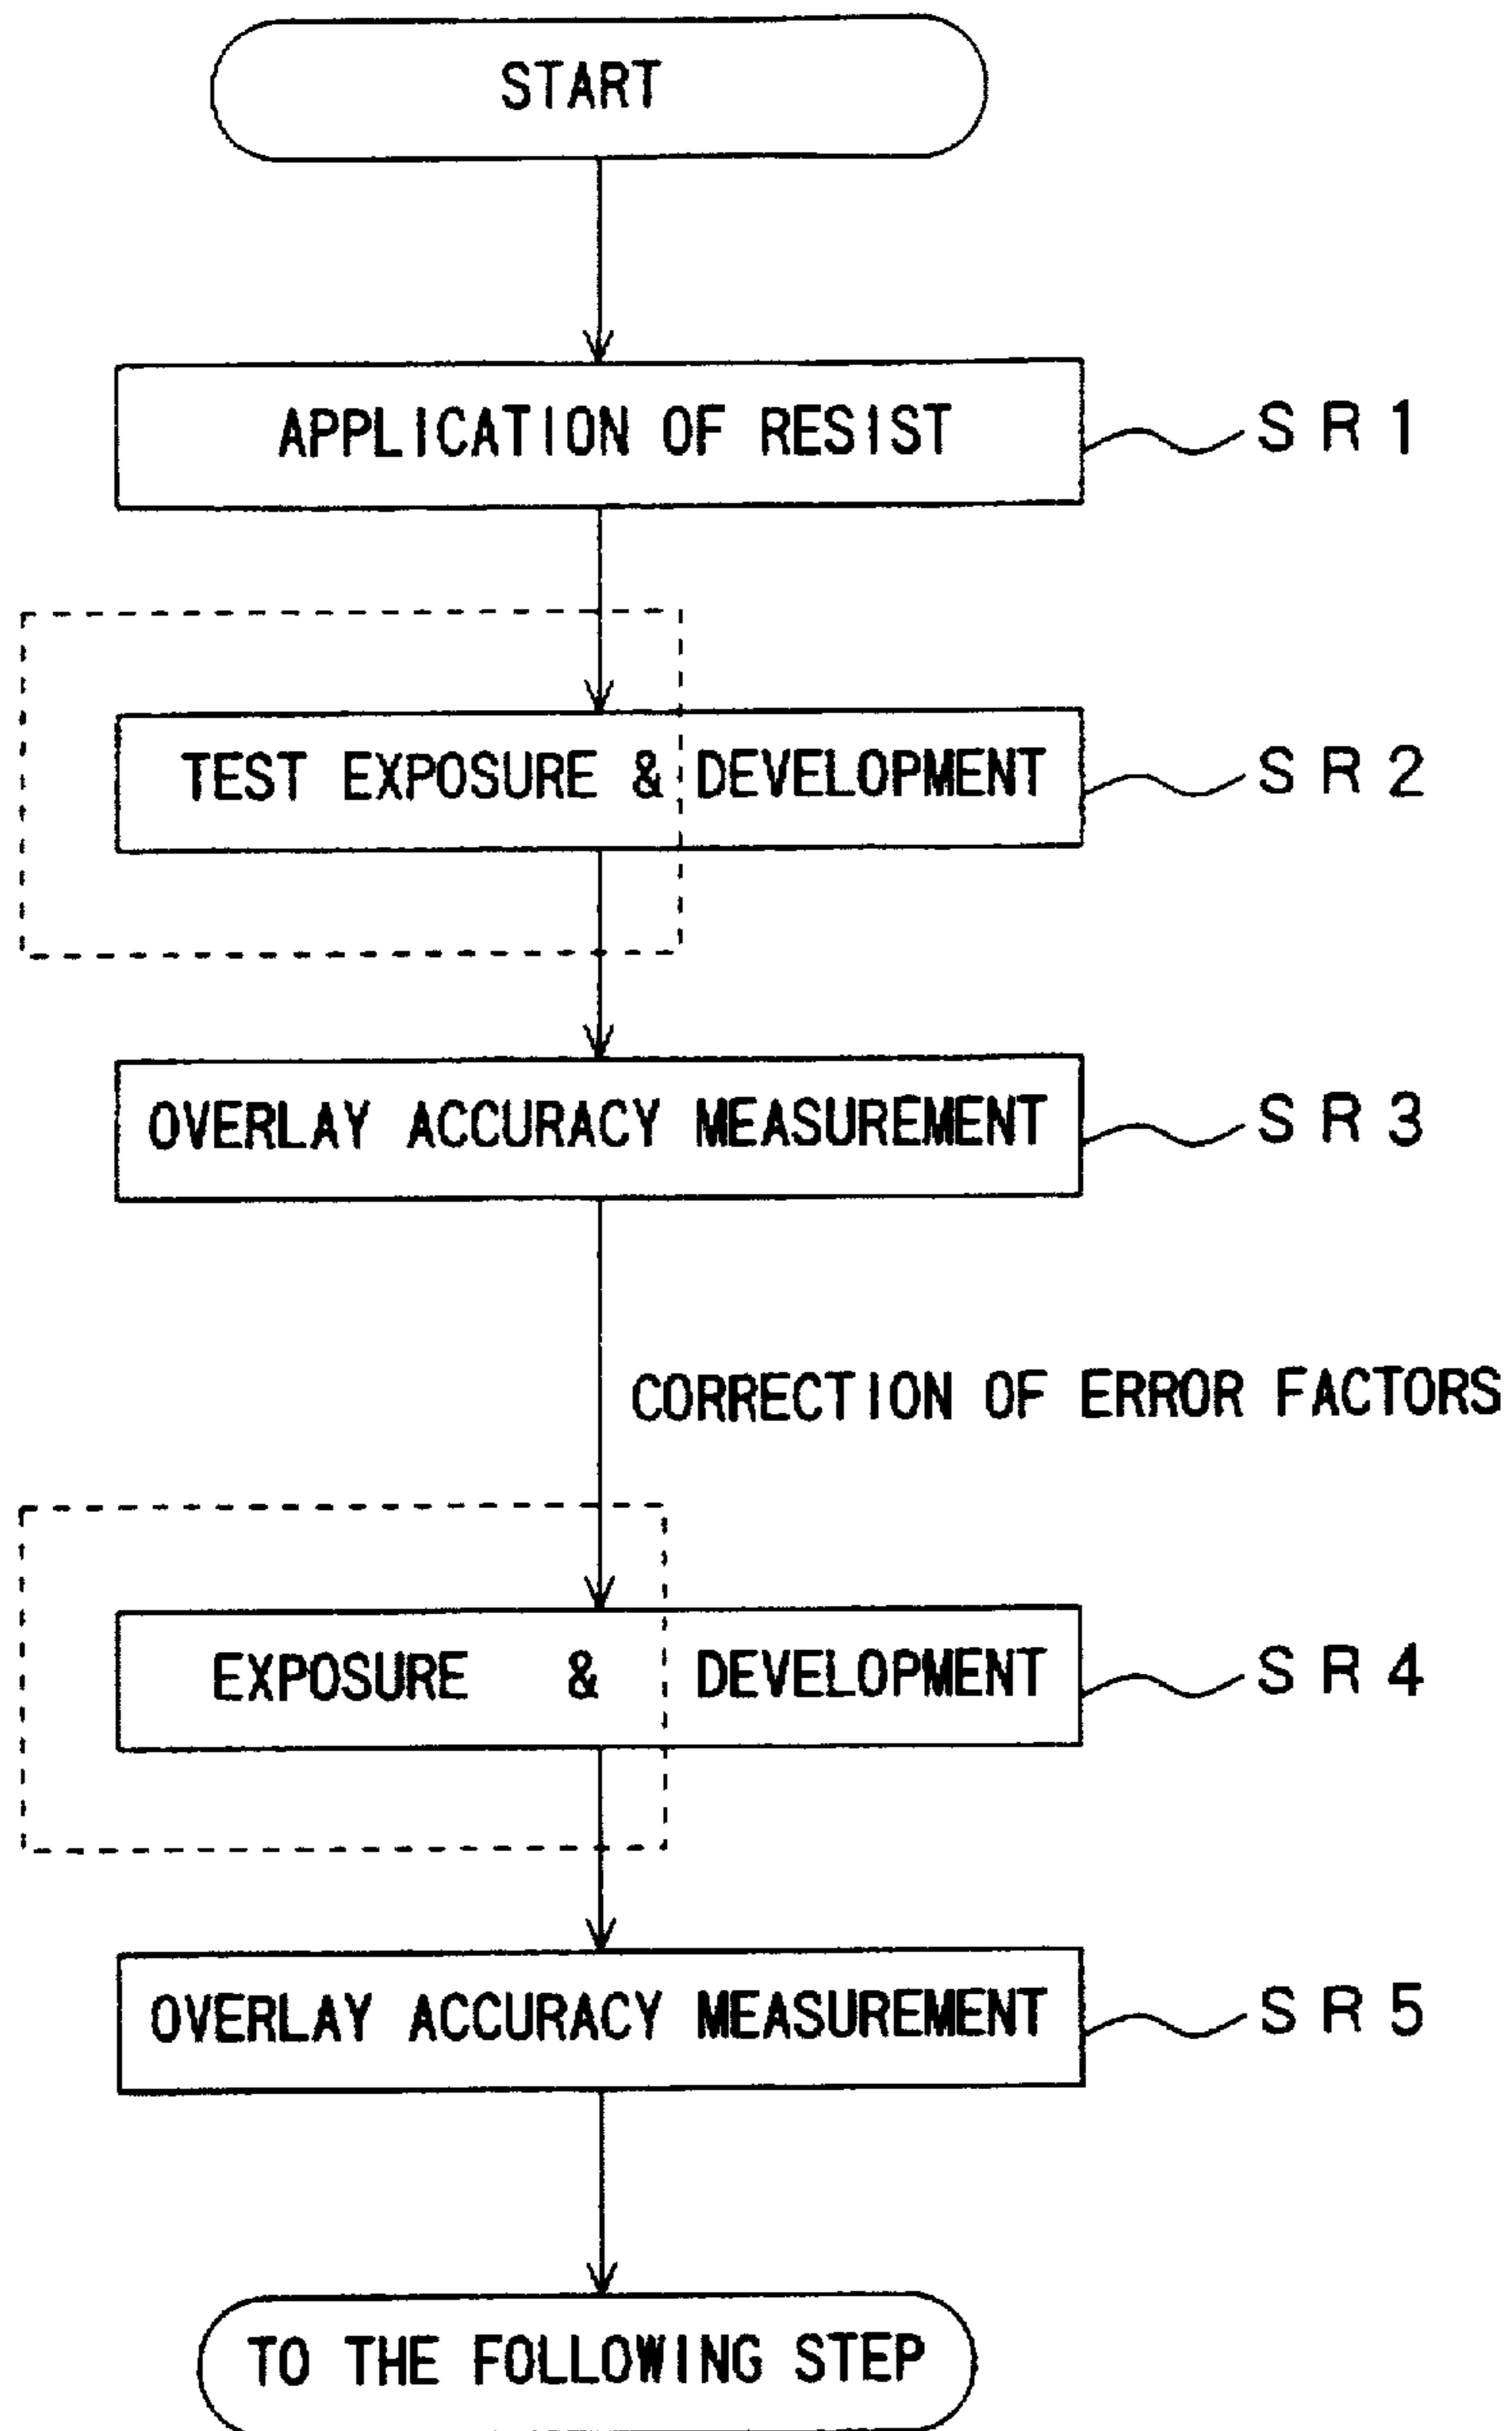 START
APPLICATION OF RESIST SR1
TEST EXPOSURE & DEVELOPMENT SR2
OVERLAY ACCURACY MEASUREMENT SR3
CORRECTION OF ERROR FACTORS
EXPOSURE & DEVELOPMENT SR4
OVERLAY ACCURACY MEASUREMENT SR5
TO THE FOLLOWING STEP